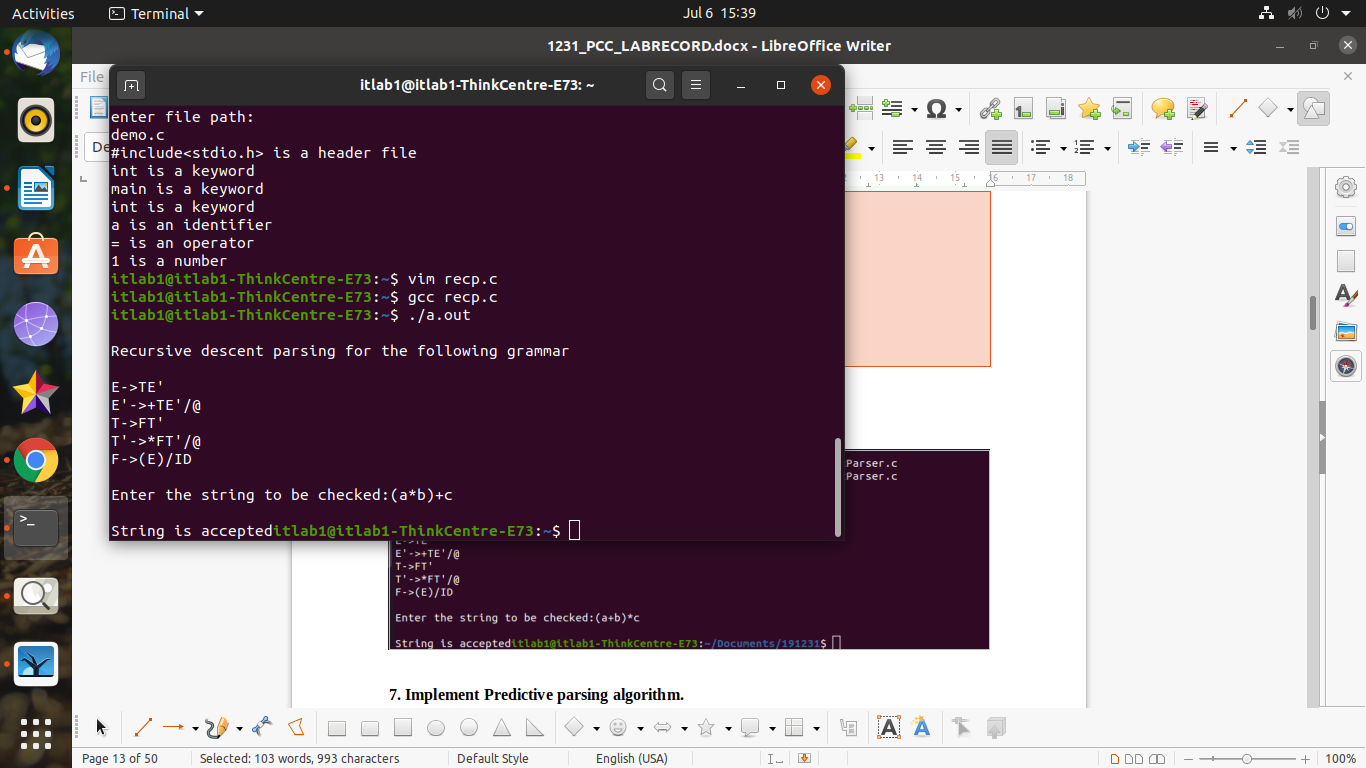 Activities Terminal Jul 6 15:39
1231_PCC_LABRECORD.docx - LibreOffice Writer
File
itlab1@itlab1-ThinkCentre-E73: ~
enter file path:
demo.c
#include<stdio.h> is a header file
int is a keyword
main is a keyword
int is a keyword
a is an identifier
= is an operator
1 is a number
itlab1@itlab1-ThinkCentre-E73:~$ vim recp.c
itlab1@itlab1-ThinkCentre-E73:~$ gcc recp.c
itlab1@itlab1-ThinkCentre-E73:~$ ./a.out
Recursive descent parsing for the following grammar
E->TE'
E'->+TE'/@
T->FT'
T'->*FT'/@
F->(E)/ID
Enter the string to be checked:(a*b)+c
String is accepteditlab1@itlab1-ThinkCentre-E73:~$
De
13 14 15 16 17 18
Parser.c
Parser.c
E'->+TE'/@
T->FT'
T'->*FT'/@
F->(E)/ID
Enter the string to be checked:(a+b)*c
String is accepteditlab1@itlab1-ThinkCentre-E73:~/Documents/191231$
7. Implement Predictive parsing algorithm.
Page 13 of 50 Selected: 103 words, 993 characters Default Style English (USA) 100%